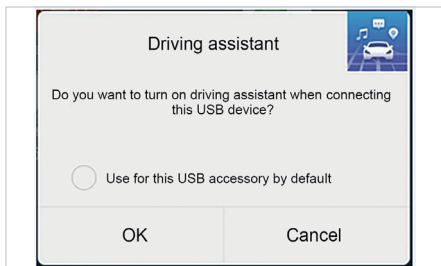 Driving assistant
Do you want to turn on driving assistant when connecting
this USB device?
Use for this USB accessory by default
OK
Cancel